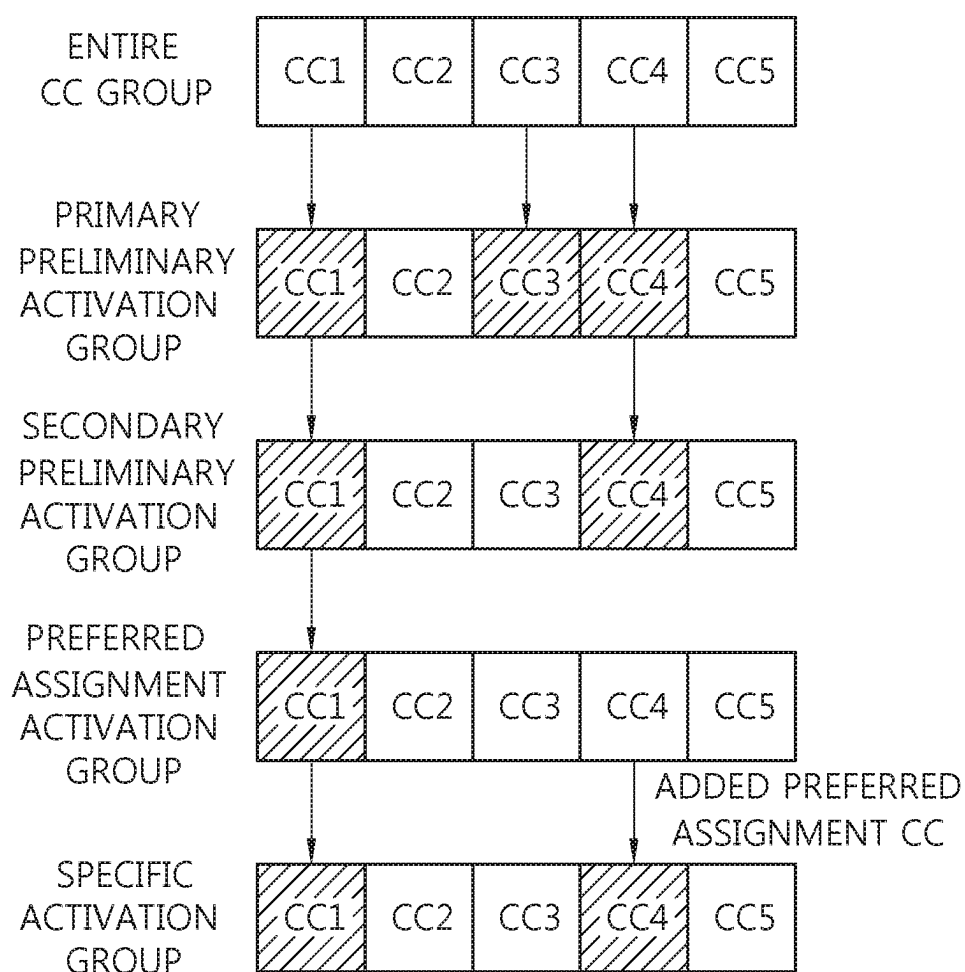 ENTIRE
CC GROUP
CC1 CC2 CC3 CC4 CC5
PRIMARY
PRELIMINARY
ACTIVATION
GROUP
CC1 CC2 CC3 CC4 CC5
SECONDARY
PRELIMINARY
ACTIVATION
GROUP
CC1 CC2 CC3 CC4 CC5
PREFERRED
ASSIGNMENT
ACTIVATION
GROUP
CC1 CC2 CC3 CC4 CC5
ADDED PREFERRED
ASSIGNMENT CC
SPECIFIC
ACTIVATION
GROUP
CC1 CC2 CC3 CC4 CC5